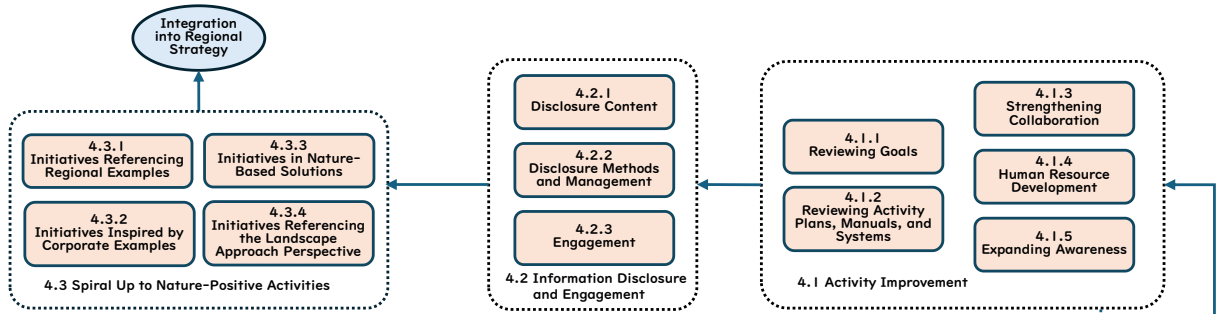 Integration
into Regional
Strategy
4.3.1
Initiatives Referencing
Regional Examples
4.3.3
Initiatives in Nature-
Based Solutions
4.3.2
Initiatives Inspired by
Corporate Examples
4.3.4
Initiatives Referencing
the Landscape
Approach Perspective
4.3 Spiral Up to Nature-Positive Activities
4.2.1
Disclosure Content
4.2.2
Disclosure Methods
and Management
4.2.3
Engagement
4.2 Information Disclosure
and Engagement
4.1.1
Reviewing Goals
4.1.2
Reviewing Activity
Plans, Manuals, and
Systems
4.1.3
Strengthening
Collaboration
4.1.4
Human Resource
Development
4.1.5
Expanding Awareness
4.1 Activity Improvement